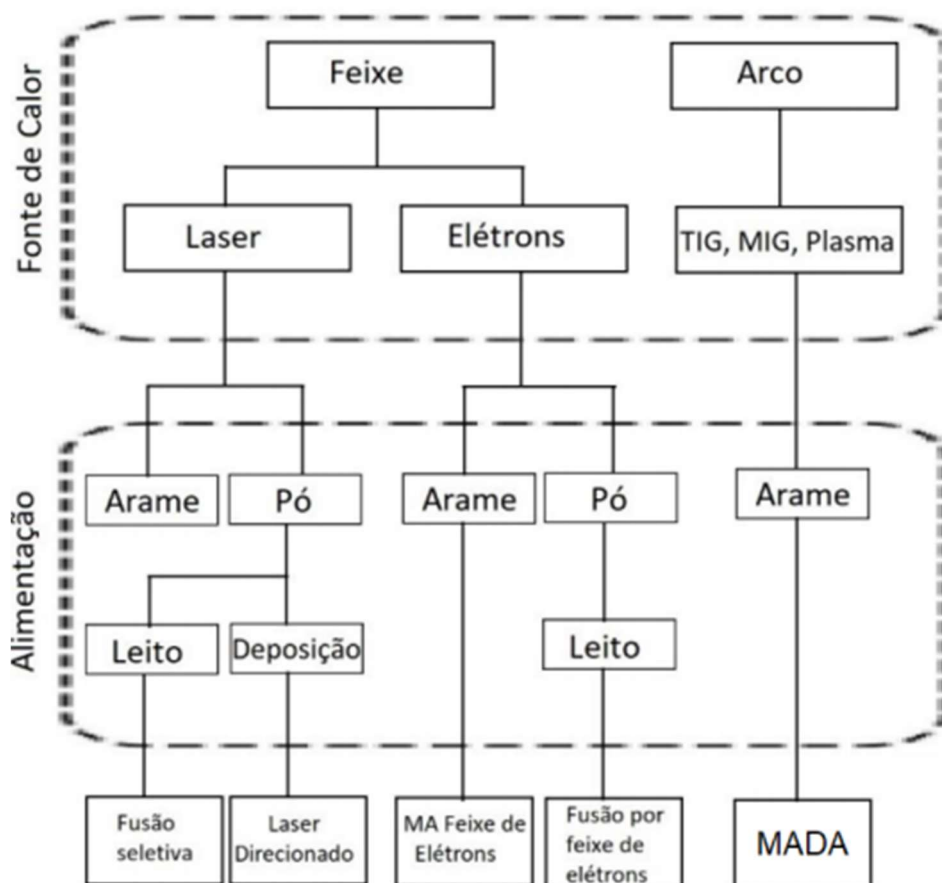 Fonte de Calor
Feixe
Arco
Laser
Elétrons
TIG, MIG, Plasma
Alimentação
Arame
Pó
Arame
Pó
Arame
Leito
Deposição
Leito
Fusão
seletiva
Laser
Direcionado
MA Feixe de
Elétrons
Fusão por
feixe de
elétrons
MADA